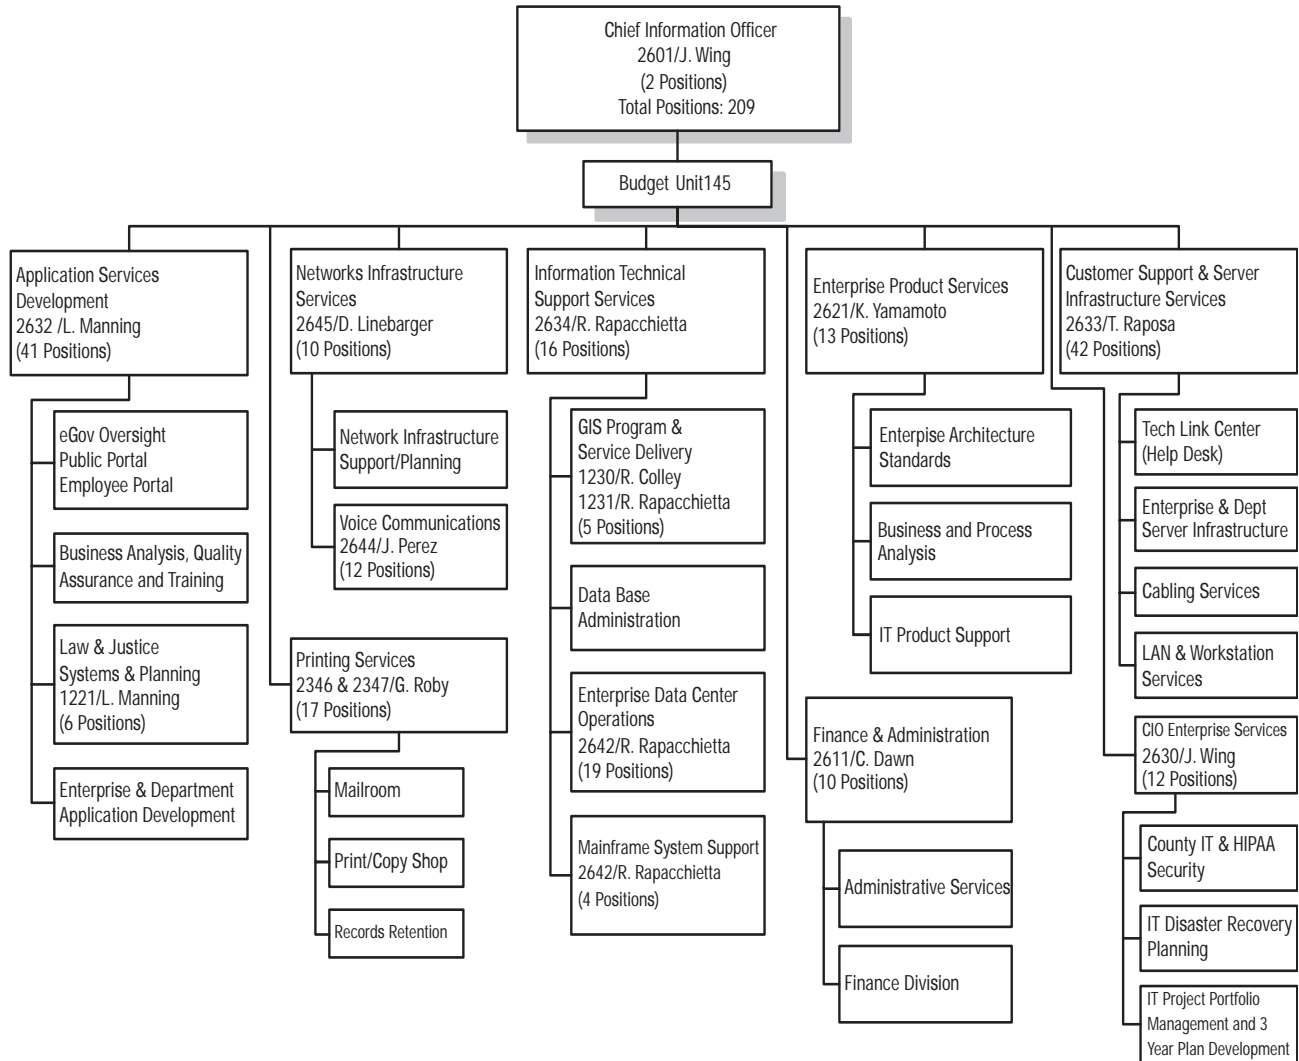 Chief Information Officer
2601/J. Wing
(2 Positions)
Total Positions: 209
Budget Unit145
Application Services
Development
2632 /L. Manning
(41 Positions)
eGov Oversight
Public Portal
Employee Portal
Business Analysis, Quality
Assurance and Training
Law & Justice
Systems & Planning
1221/L. Manning
(6 Positions)
Enterprise & Department
Application Development
Networks Infrastructure
Services
2645/D. Linebarger
(10 Positions)
Network Infrastructure
Support/Planning
Voice Communications
2644/J. Perez
(12 Positions)
Printing Services
2346 & 2347/G. Roby
(17 Positions)
Mailroom
Print/Copy Shop
Records Retention
Information Technical
Support Services
2634/R. Rapacchietta
(16 Positions)
GIS Program &
Service Delivery
1230/R. Colley
1231/R. Rapacchietta
(5 Positions)
Data Base
Administration
Enterprise Data Center
Operations
2642/R. Rapacchietta
(19 Positions)
Mainframe System Support
2642/R. Rapacchietta
(4 Positions)
Enterprise Product Services
2621/K. Yamamoto
(13 Positions)
Enterpise Architecture
Standards
Business and Process
Analysis
IT Product Support
Finance & Administration
2611/C. Dawn
(10 Positions)
Administrative Services
Finance Division
Customer Support & Server
Infrastructure Services
2633/T. Raposa
(42 Positions)
Tech Link Center
(Help Desk)
Enterprise & Dept
Server Infrastructure
Cabling Services
LAN & Workstation
Services
CIO Enterprise Services
2630/J. Wing
(12 Positions)
County IT & HIPAA
Security
IT Disaster Recovery
Planning
IT Project Portfolio
Management and 3
Year Plan Development